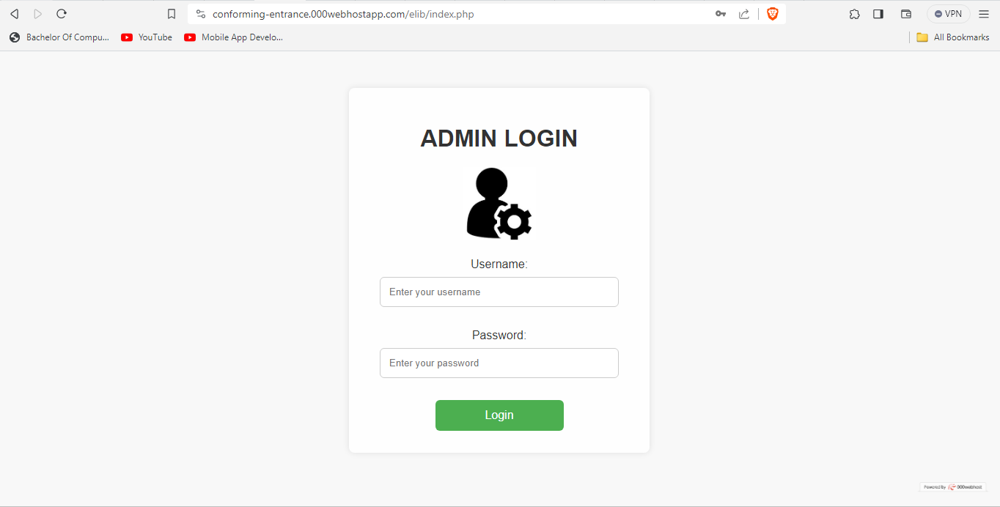 conforming-entrance.000webhostapp.com/elib/index.php
VPN
Bachelor Of Compu...
YouTube
Mobile App Develo...
All Bookmarks
ADMIN LOGIN
Username:
Enter your username
Password:
Enter your password
Login
Powered by 000webhost